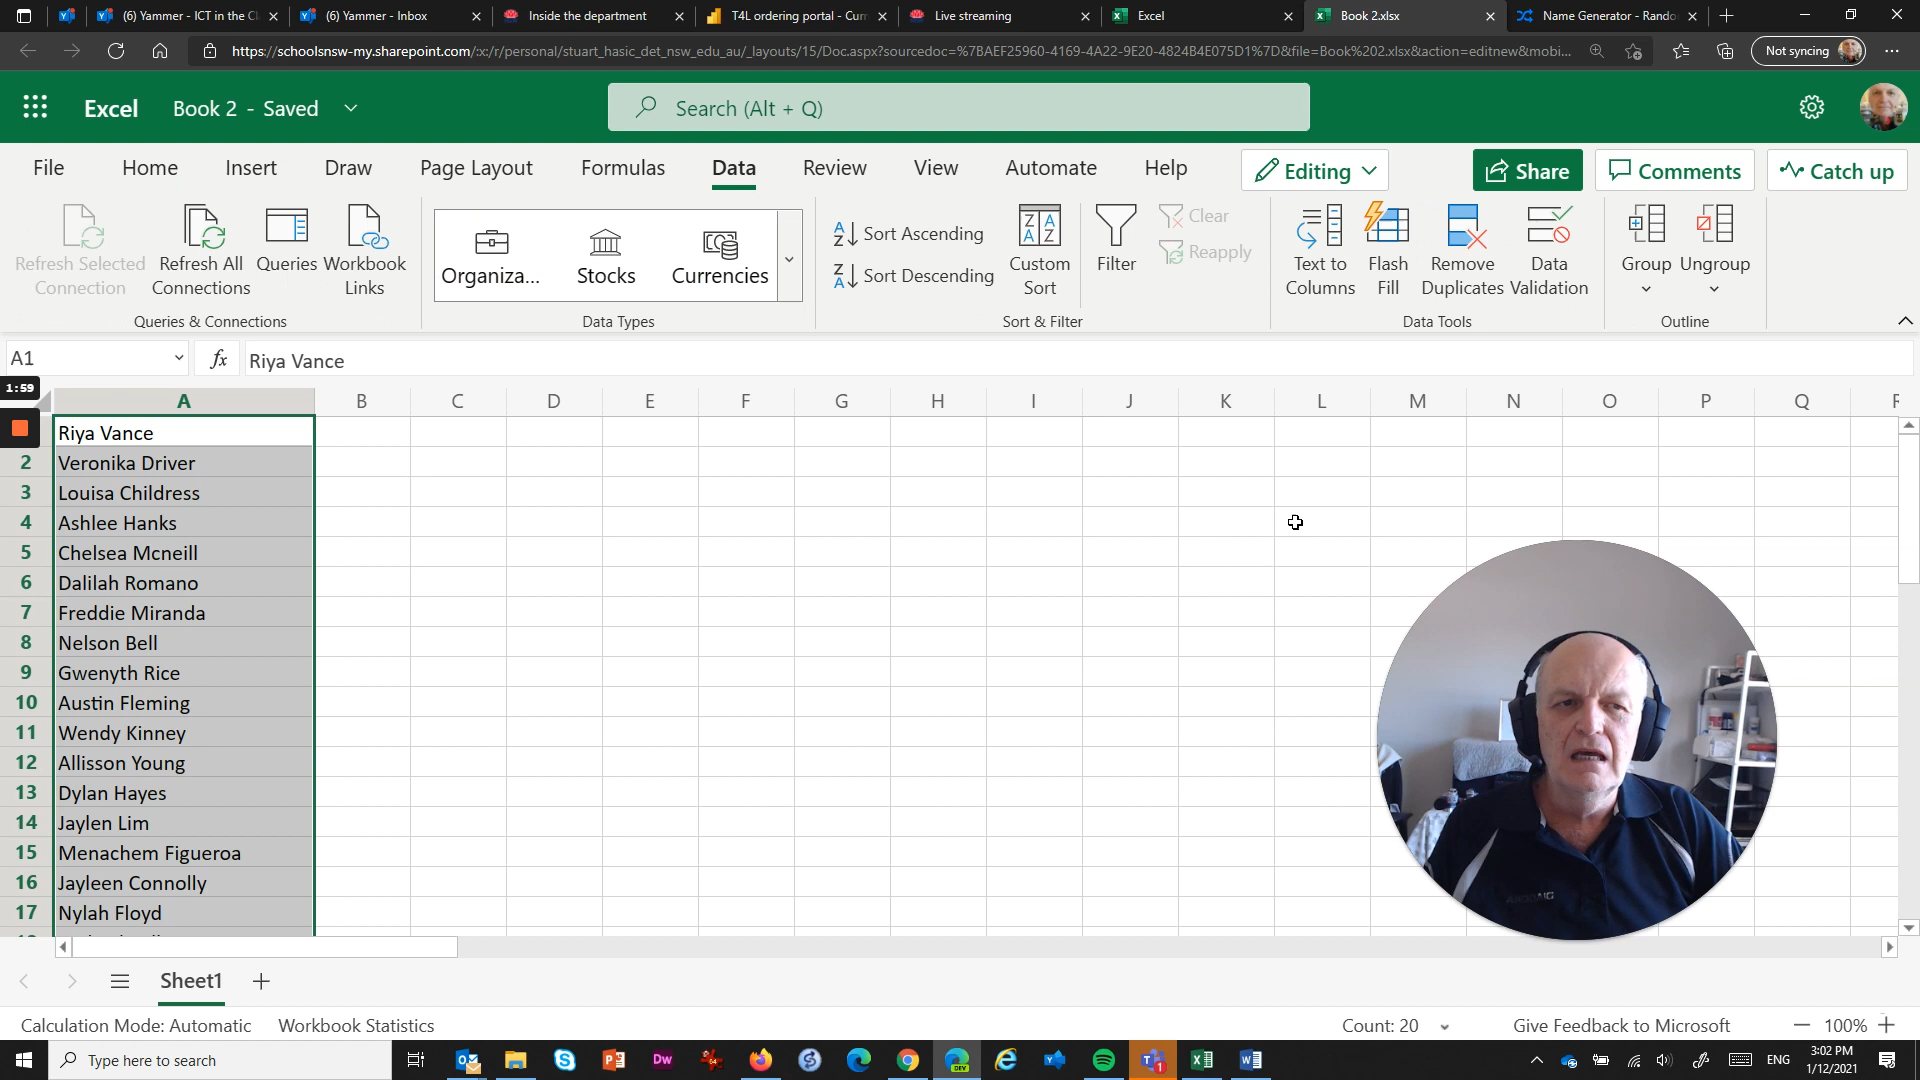 (6) Yammer - ICT in the Cl
(6) Yammer - Inbox
Inside the department
T4L ordering portal - Curr
Live streaming
Excel
Book 2.xlsx
Name Generator - Rando
https://schoolsnsw-my.sharepoint.com/:x:/r/personal/stuart_hasic_det_nsw_edu_au/_layouts/15/Doc.aspx?sourcedoc=%7BAEF25960-4169-4A22-9E20-4824B4E075D1%7D&file=Book%202.xlsx&action=editnew&mobi...
Not syncing
Excel Book 2 - Saved
Search (Alt + Q)
File Home Insert Draw Page Layout Formulas Data Review View Automate Help
Editing
Share
Comments
Catch up
Refresh Selected Connection
Refresh All Connections
Queries
Workbook Links
Queries & Connections
Organiza...
Stocks
Currencies
Data Types
Sort Ascending
Sort Descending
Custom Sort
Filter
Clear
Reapply
Sort & Filter
Text to Columns
Flash Fill
Remove Duplicates
Data Validation
Data Tools
Group
Ungroup
Outline
A1
fx
Riya Vance
1:59
A B C D E F G H I J K L M N O P Q
Riya Vance
2 Veronika Driver
3 Louisa Childress
4 Ashlee Hanks
5 Chelsea Mcneill
6 Dalilah Romano
7 Freddie Miranda
8 Nelson Bell
9 Gwenyth Rice
10 Austin Fleming
11 Wendy Kinney
12 Allisson Young
13 Dylan Hayes
14 Jaylen Lim
15 Menachem Figueroa
16 Jayleen Connolly
17 Nylah Floyd
Sheet1
Calculation Mode: Automatic Workbook Statistics
Count: 20
Give Feedback to Microsoft
100%
Type here to search
ENG
3:02 PM
1/12/2021